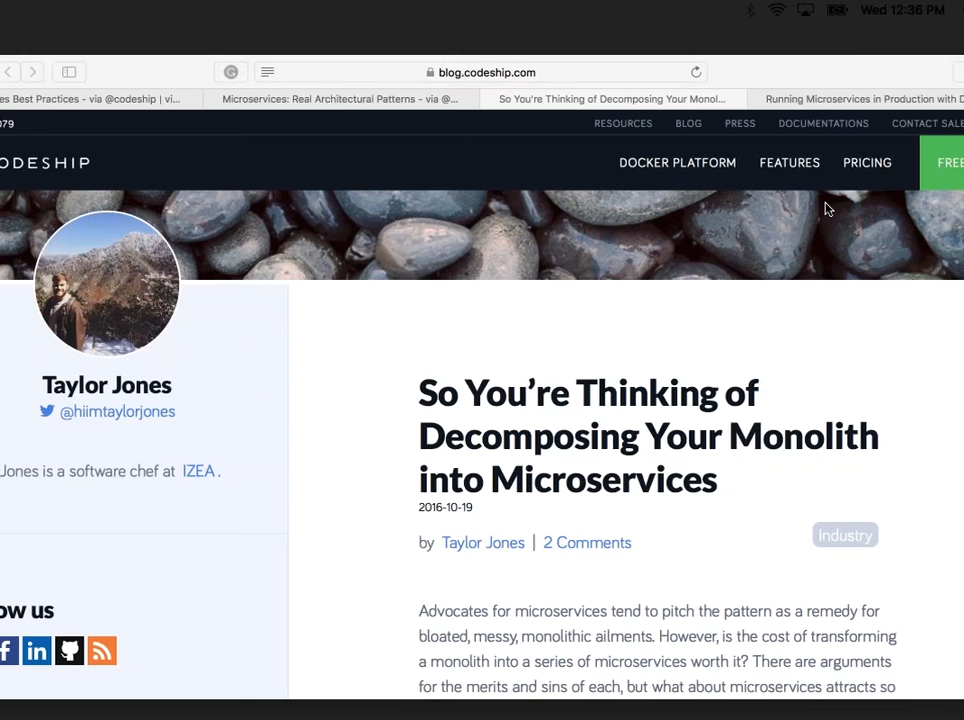 Wed 12:36 PM
blog.codeship.com
es Best Practices - via @codeship | vi...
Microservices: Real Architectural Patterns - via @...
So You're Thinking of Decomposing Your Monol...
Running Microservices in Production with D
079
RESOURCES BLOG PRESS DOCUMENTATIONS CONTACT SALE
ODESHIP
DOCKER PLATFORM FEATURES PRICING FREE
Taylor Jones
@hiimtaylorjones
Jones is a software chef at IZEA.
ow us
f in
So You're Thinking of
Decomposing Your Monolith
into Microservices
2016-10-19
by Taylor Jones | 2 Comments
Industry
Advocates for microservices tend to pitch the pattern as a remedy for
bloated, messy, monolithic ailments. However, is the cost of transforming
a monolith into a series of microservices worth it? There are arguments
for the merits and sins of each, but what about microservices attracts so